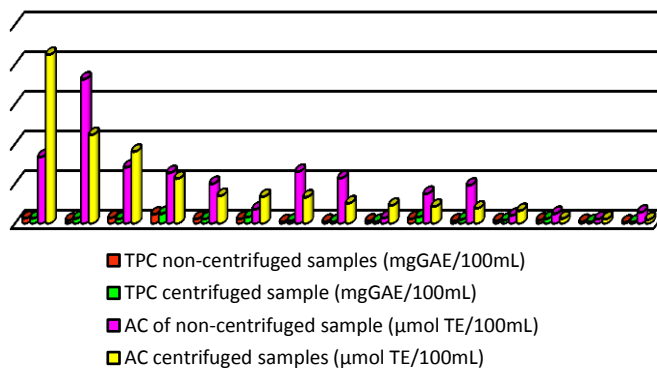 TPC non-centrifuged samples (mgGAE/100mL)
TPC centrifuged sample (mgGAE/100mL)
AC of non-centrifuged sample (µmol TE/100mL)
AC centrifuged samples (µmol TE/100mL)